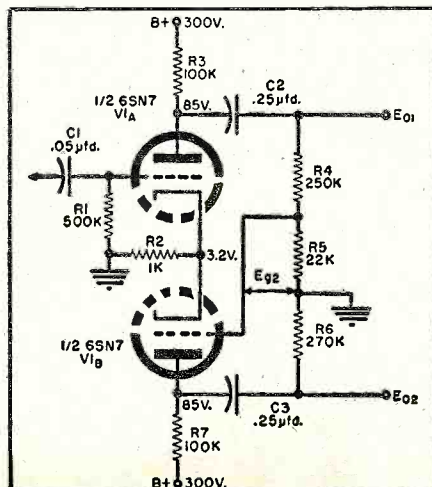 B+ 300V.
R3
100K
C2
.25µfd.
1/2 6SN7
V1A
85V.
E01
C1
.05µfd.
R4
250K
R1
500K
R2
1K
3.2V.
R5
22K
Eg2
R6
270K
1/2 6SN7
V1B
85V.
C3
.25µfd.
E02
R7
100K
B+ 300V.